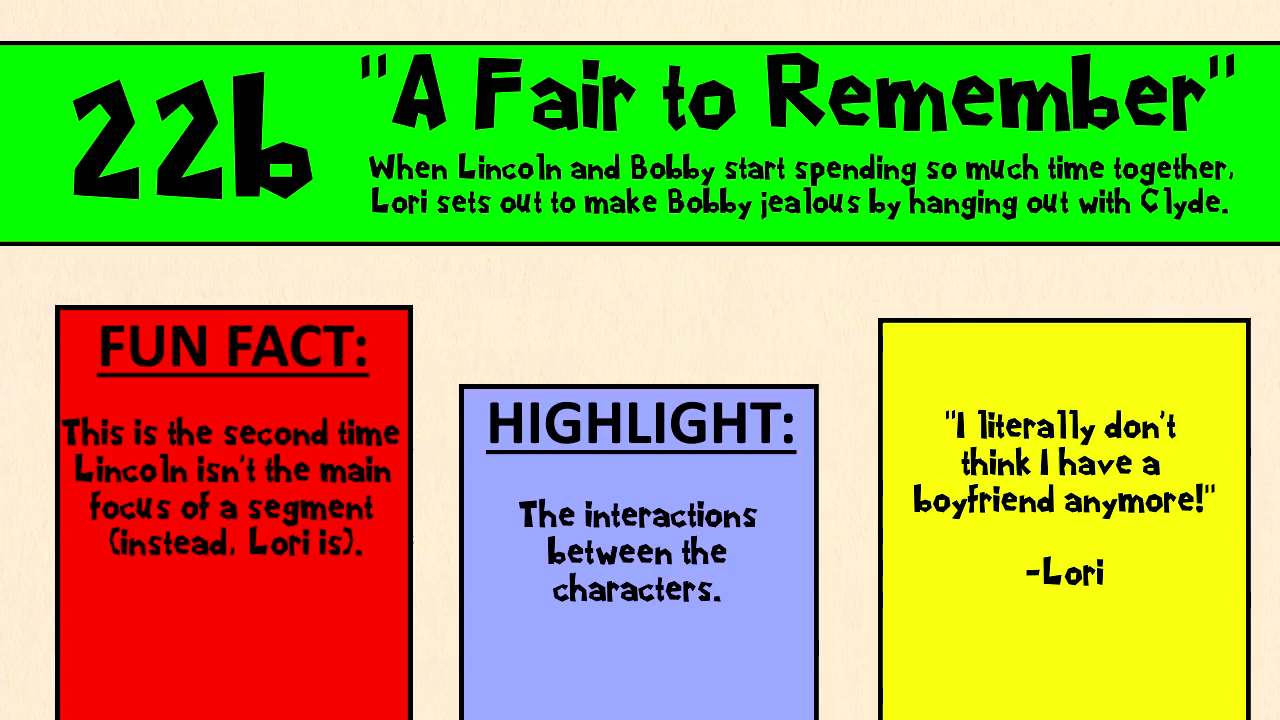 22b
"A Fair to Remember"
When Lincoln and Bobby start spending so much time together,
Lori sets out to make Bobby jealous by hanging out with Clyde.
FUN FACT:
This is the second time
Lincoln isn't the main
focus of a segment
(instead, Lori is).
HIGHLIGHT:
The interactions
between the
characters.
"I literally don't
think I have a
boyfriend anymore!"
-Lori